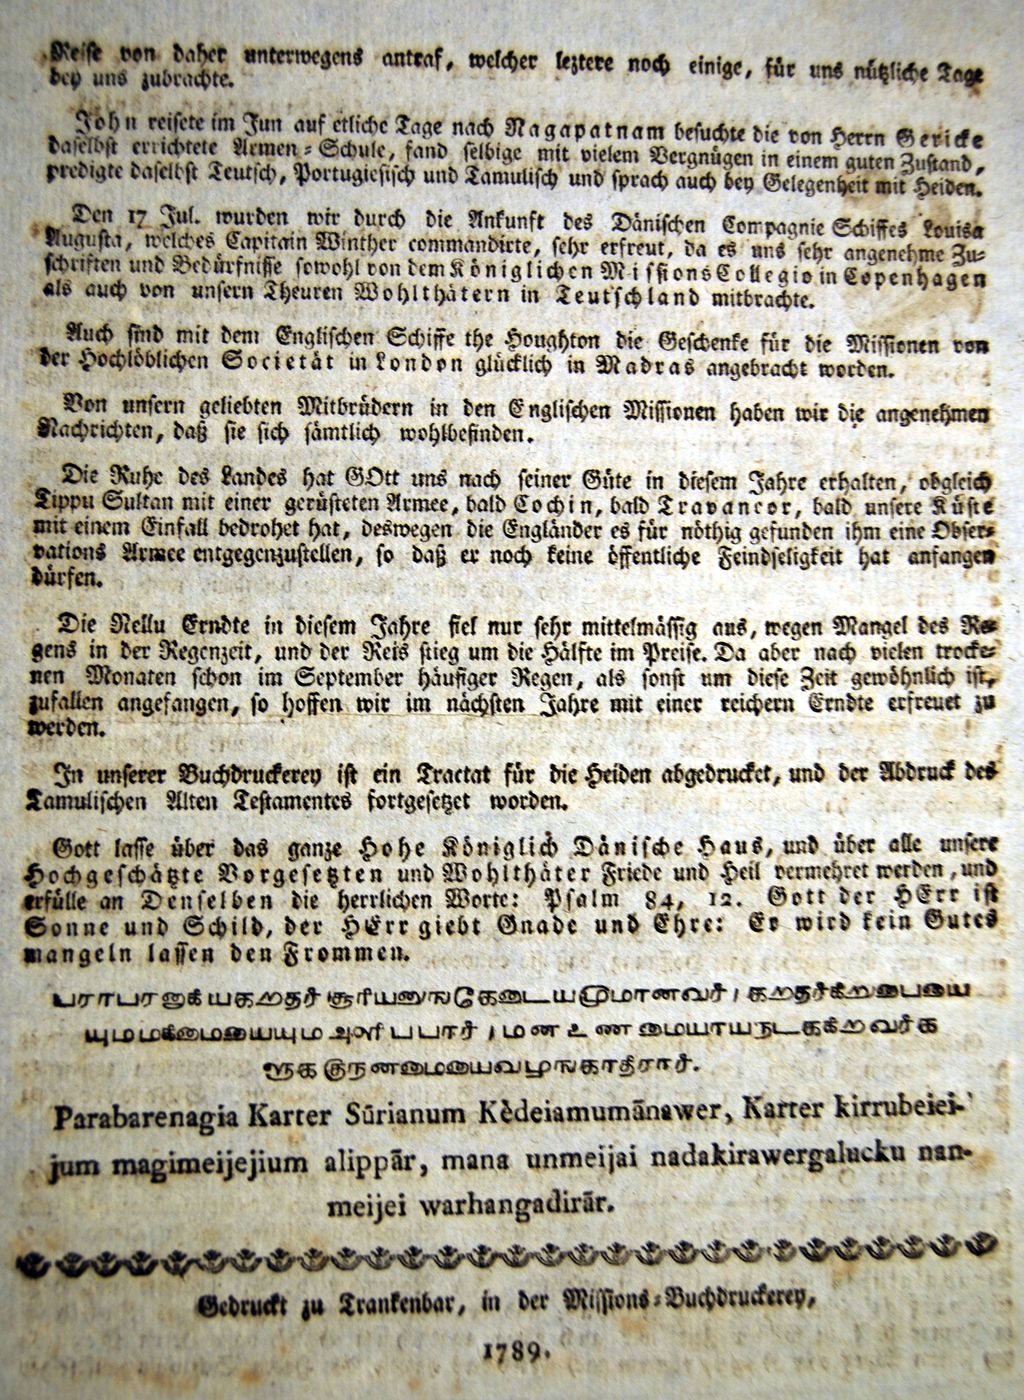 Reise von daher unterwegens antraf, welcher leztere noch einige, für uns nützliche Tage
bey uns zubrachte.
John reisete im Jun auf etliche Tage nach Nagapatnam besuchte die von Herrn Gericke
daselbst errichtete Armen-Schule, fand selbige mit vielem Vergnügen in einem guten Zustand,
predigte daselbst Teutsch, Portugiesisch und Tamulisch und sprach auch bey Gelegenheit mit Heiden.
Den 17 Jul. wurden wir durch die Ankunft des Dänischen Compagnie Schiffes Louisa
Augusta, welches Capitain Winther commandirte, sehr erfreut, da es uns sehr angenehme Zu-
schriften und Bedürfnisse sowohl von dem Königlichen Missions Collegio in Copenhagen
als auch von unsern Theuren Wohlthätern in Teutschland mitbrachte.
Auch sind mit dem Englischen Schiffe the Houghton die Geschenke für die Missionen von
der Hochlöblichen Societät in London glücklich in Madras angebracht worden.
Von unsern geliebten Mitbrüdern in den Englischen Missionen haben wir die angenehmen
Nachrichten, daß sie sich sämtlich wohlbefinden.
Die Ruhe des Landes hat GOtt uns nach seiner Güte in diesem Jahre erhalten, obgleich
Tippu Sultan mit einer gerüsteten Armee, bald Cochin, bald Travancor, bald unsere Küste
mit einem Einfall bedrohet hat, deswegen die Engländer es für nöthig gefunden ihm eine Obser-
vations Armee entgegenzustellen, so daß er noch keine öffentliche Feindseligkeit hat anfangen
dürfen.
Die Nellu Erndte in diesem Jahre fiel nur sehr mittelmässig aus, wegen Mangel des Re-
gens in der Regenzeit, und der Reis stieg um die Hälfte im Preise. Da aber nach vielen trocke-
nen Monaten schon im September häufiger Regen, als sonst um diese Zeit gewöhnlich ist,
zufallen angefangen, so hoffen wir im nächsten Jahre mit einer reichern Erndte erfreuet zu
werden.
In unserer Buchdruckerey ist ein Tractat für die Heiden abgedrucket, und der Abdruck des
Tamulischen Alten Testamentes fortgesetzet worden.
Gott lasse über das ganze Hohe Königlich Dänische Haus, und über alle unsere
Hochgeschätzte Vorgesetzten und Wohlthäter Friede und Heil vermehret werden, und
erfülle an Denselben die herrlichen Worte: Psalm 84, 12. Gott der HErr ist
Sonne und Schild, der HErr giebt Gnade und Ehre: Er wird kein Gutes
mangeln lassen den Frommen.
Parabarenagia Karter Sūrianum Kèdeiamumānawer, Karter kirrubeiei-
jum magimeijejium alippār, mana unmeijai nadakirawergalucku nan-
meijei warhangadirār.
Gedruckt zu Trankenbar, in der Missions-Buchdruckerey,
1789.